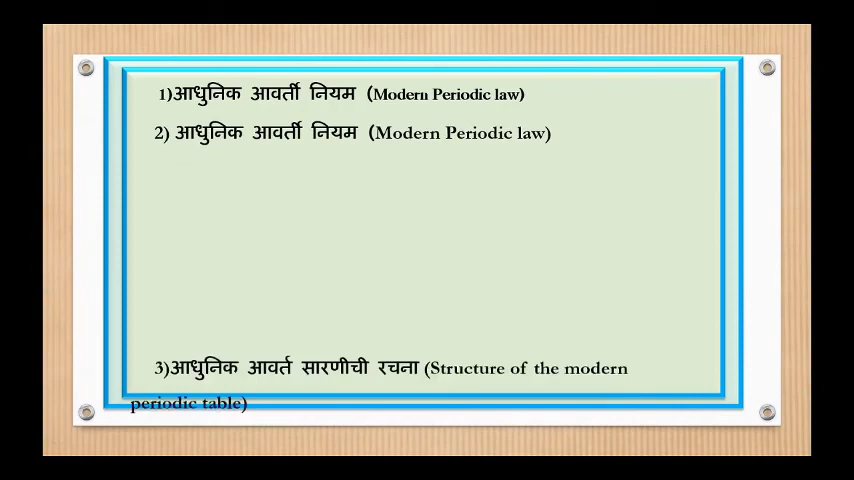 1)आधुनिक आवर्ती नियम (Modern Periodic law)
2) आधुनिक आवर्ती नियम (Modern Periodic law)
3)आधुनिक आवर्त सारणीची रचना (Structure of the modern
periodic table)